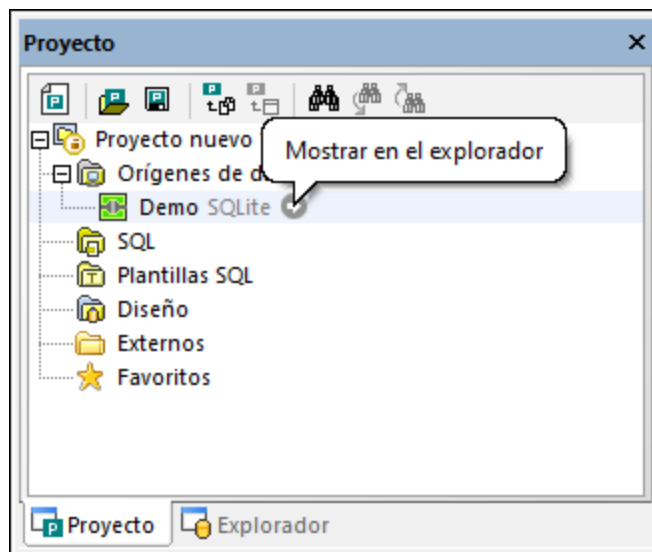 Proyecto
Proyecto nuevo
Mostrar en el explorador
Orígenes de d
Demo SQLite
SQL
Plantillas SQL
Diseño
Externos
Favoritos
Proyecto Explorador